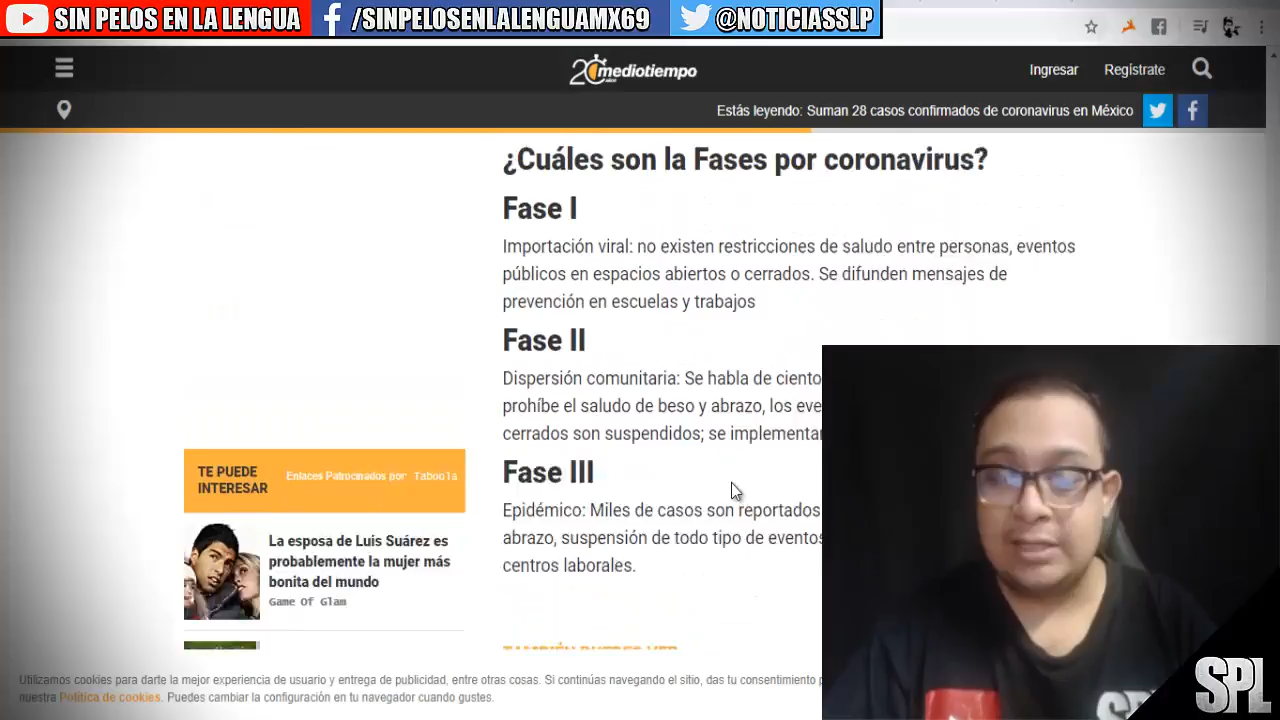 SIN PELOS EN LA LENGUA
/SINPELOSENLALENGUAMX69
@NOTICIASSLP
20 mediotiempo
años
Ingresar
Regístrate
Estás leyendo: Suman 28 casos confirmados de coronavirus en México
¿Cuáles son la Fases por coronavirus?
Fase I
Importación viral: no existen restricciones de saludo entre personas, eventos
públicos en espacios abiertos o cerrados. Se difunden mensajes de
prevención en escuelas y trabajos
Fase II
Dispersión comunitaria: Se habla de ciento
prohíbe el saludo de beso y abrazo, los eve
cerrados son suspendidos; se implementar
Fase III
Epidémico: Miles de casos son reportados
abrazo, suspensión de todo tipo de eventos
centros laborales.
TE PUEDE
INTERESAR
Enlaces Patrocinados por Taboola
La esposa de Luis Suárez es
probablemente la mujer más
bonita del mundo
Game Of Glam
TAMBIÉN PUEDES VER
Utilizamos cookies para darte la mejor experiencia de usuario y entrega de publicidad, entre otras cosas. Si continúas navegando el sitio, das tu consentimiento p
nuestra Política de cookies. Puedes cambiar la configuración en tu navegador cuando gustes.
SPL
SPL